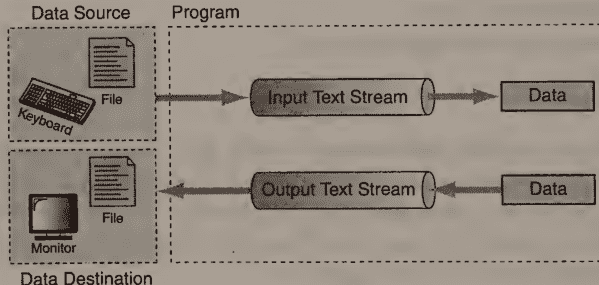 Data Source
Program
File
Keyboard
Input Text Stream
Data
File
Monitor
Output Text Stream
Data
Data Destination